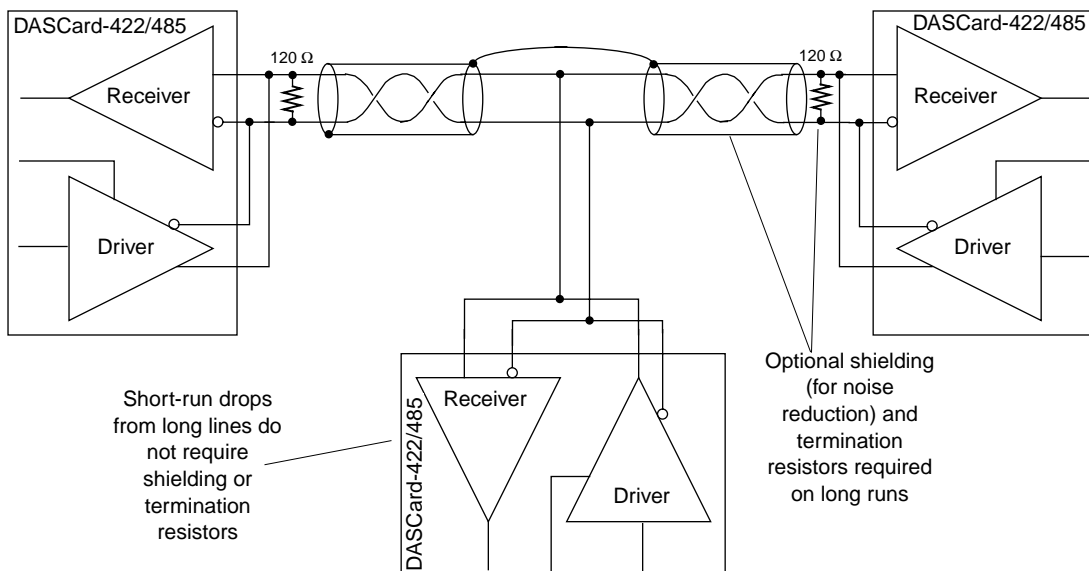 DASCard-422/485
120 Ω
Receiver
Driver
120 Ω
DASCard-422/485
Receiver
Driver
Short-run drops
from long lines do
not require
shielding or
termination
resistors
DASCard-422/485
Receiver
Driver
Optional shielding
(for noise
reduction) and
termination
resistors required
on long runs